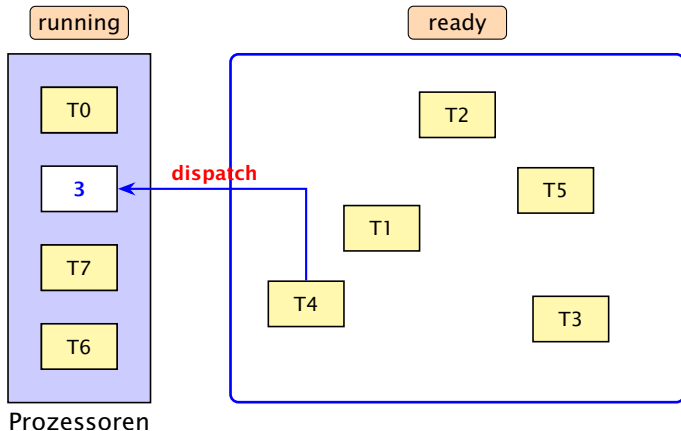 running
ready
T0
T2
dispatch
3
T5
T1
T7
T4
T3
T6
Prozessoren